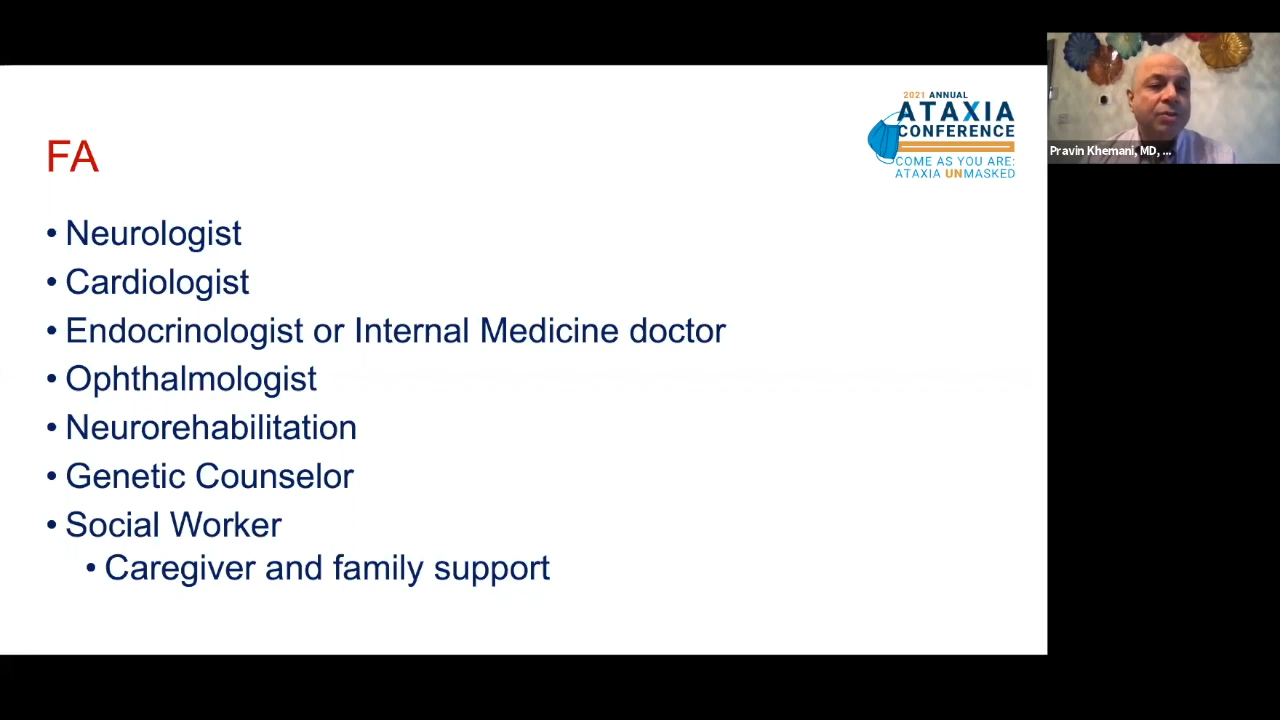 2021 ANNUAL
ATAXIA
CONFERENCE
COME AS YOU ARE:
ATAXIA UNMASKED
Pravin Khemani, MD, ...
FA
• Neurologist
• Cardiologist
• Endocrinologist or Internal Medicine doctor
• Ophthalmologist
• Neurorehabilitation
• Genetic Counselor
• Social Worker
• Caregiver and family support